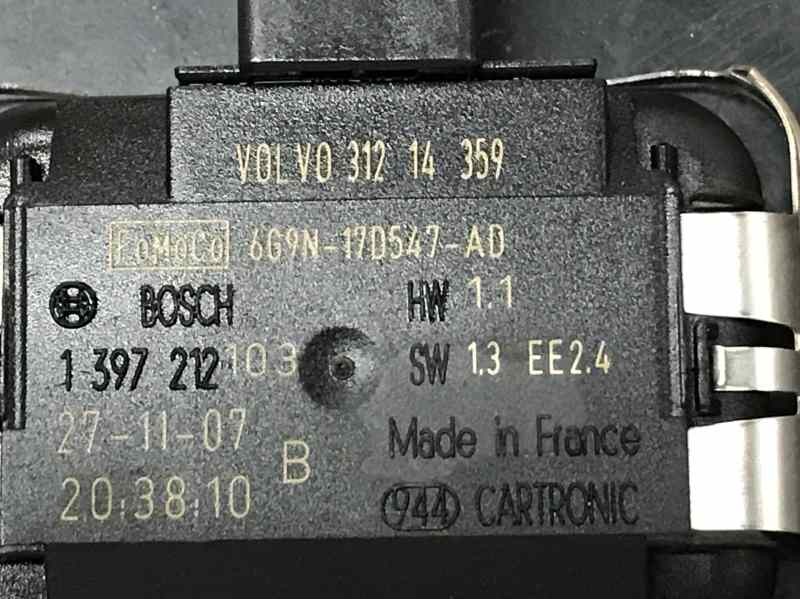 VOLVO 312 14 359
FoMoCo 6G9N-17D547-AD
BOSCH HW 1.1
1 397 212 103 SW 1.3 EE2.4
27-11-07 Made in France
20:38:10 B 944 CARTRONIC